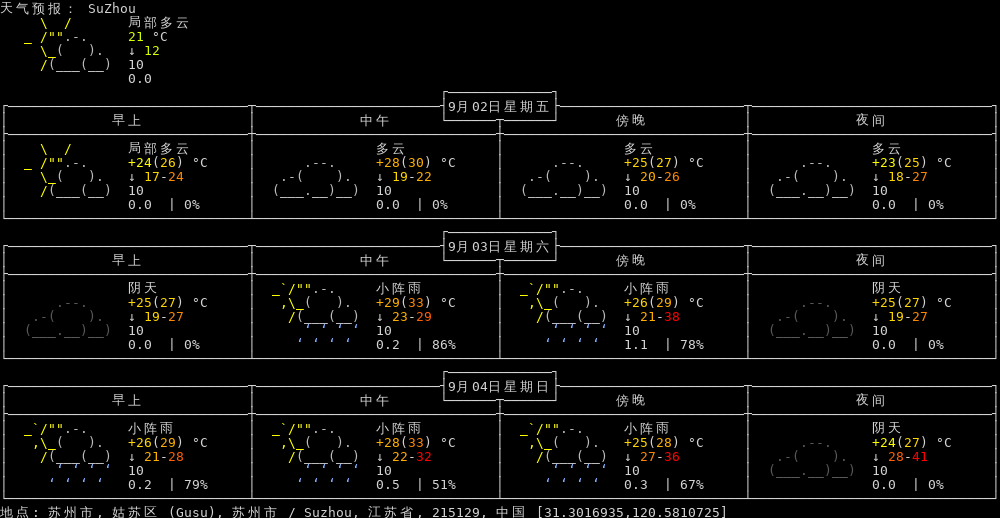 天气预报: SuZhou
局部多云
21 °C
↓ 12
10
0.0
9月02日星期五
早上 中午 傍晚 夜间
局部多云 多云 多云 多云
+24(26) °C +28(30) °C +25(27) °C +23(25) °C
↓ 17-24 ↓ 19-22 ↓ 20-26 ↓ 18-27
10 10 10 10
0.0 | 0% 0.0 | 0% 0.0 | 0% 0.0 | 0%
9月03日星期六
早上 中午 傍晚 夜间
阴天 小阵雨 小阵雨 阴天
+25(27) °C +29(33) °C +26(29) °C +25(27) °C
↓ 19-27 ↓ 23-29 ↓ 21-38 ↓ 19-27
10 10 10 10
0.0 | 0% 0.2 | 86% 1.1 | 78% 0.0 | 0%
9月04日星期日
早上 中午 傍晚 夜间
小阵雨 小阵雨 小阵雨 阴天
+26(29) °C +28(33) °C +25(28) °C +24(27) °C
↓ 21-28 ↓ 22-32 ↓ 27-36 ↓ 28-41
10 10 10 10
0.2 | 79% 0.5 | 51% 0.3 | 67% 0.0 | 0%
地点: 苏州市, 姑苏区 (Gusu), 苏州市 / Suzhou, 江苏省, 215129, 中国 [31.3016935,120.5810725]